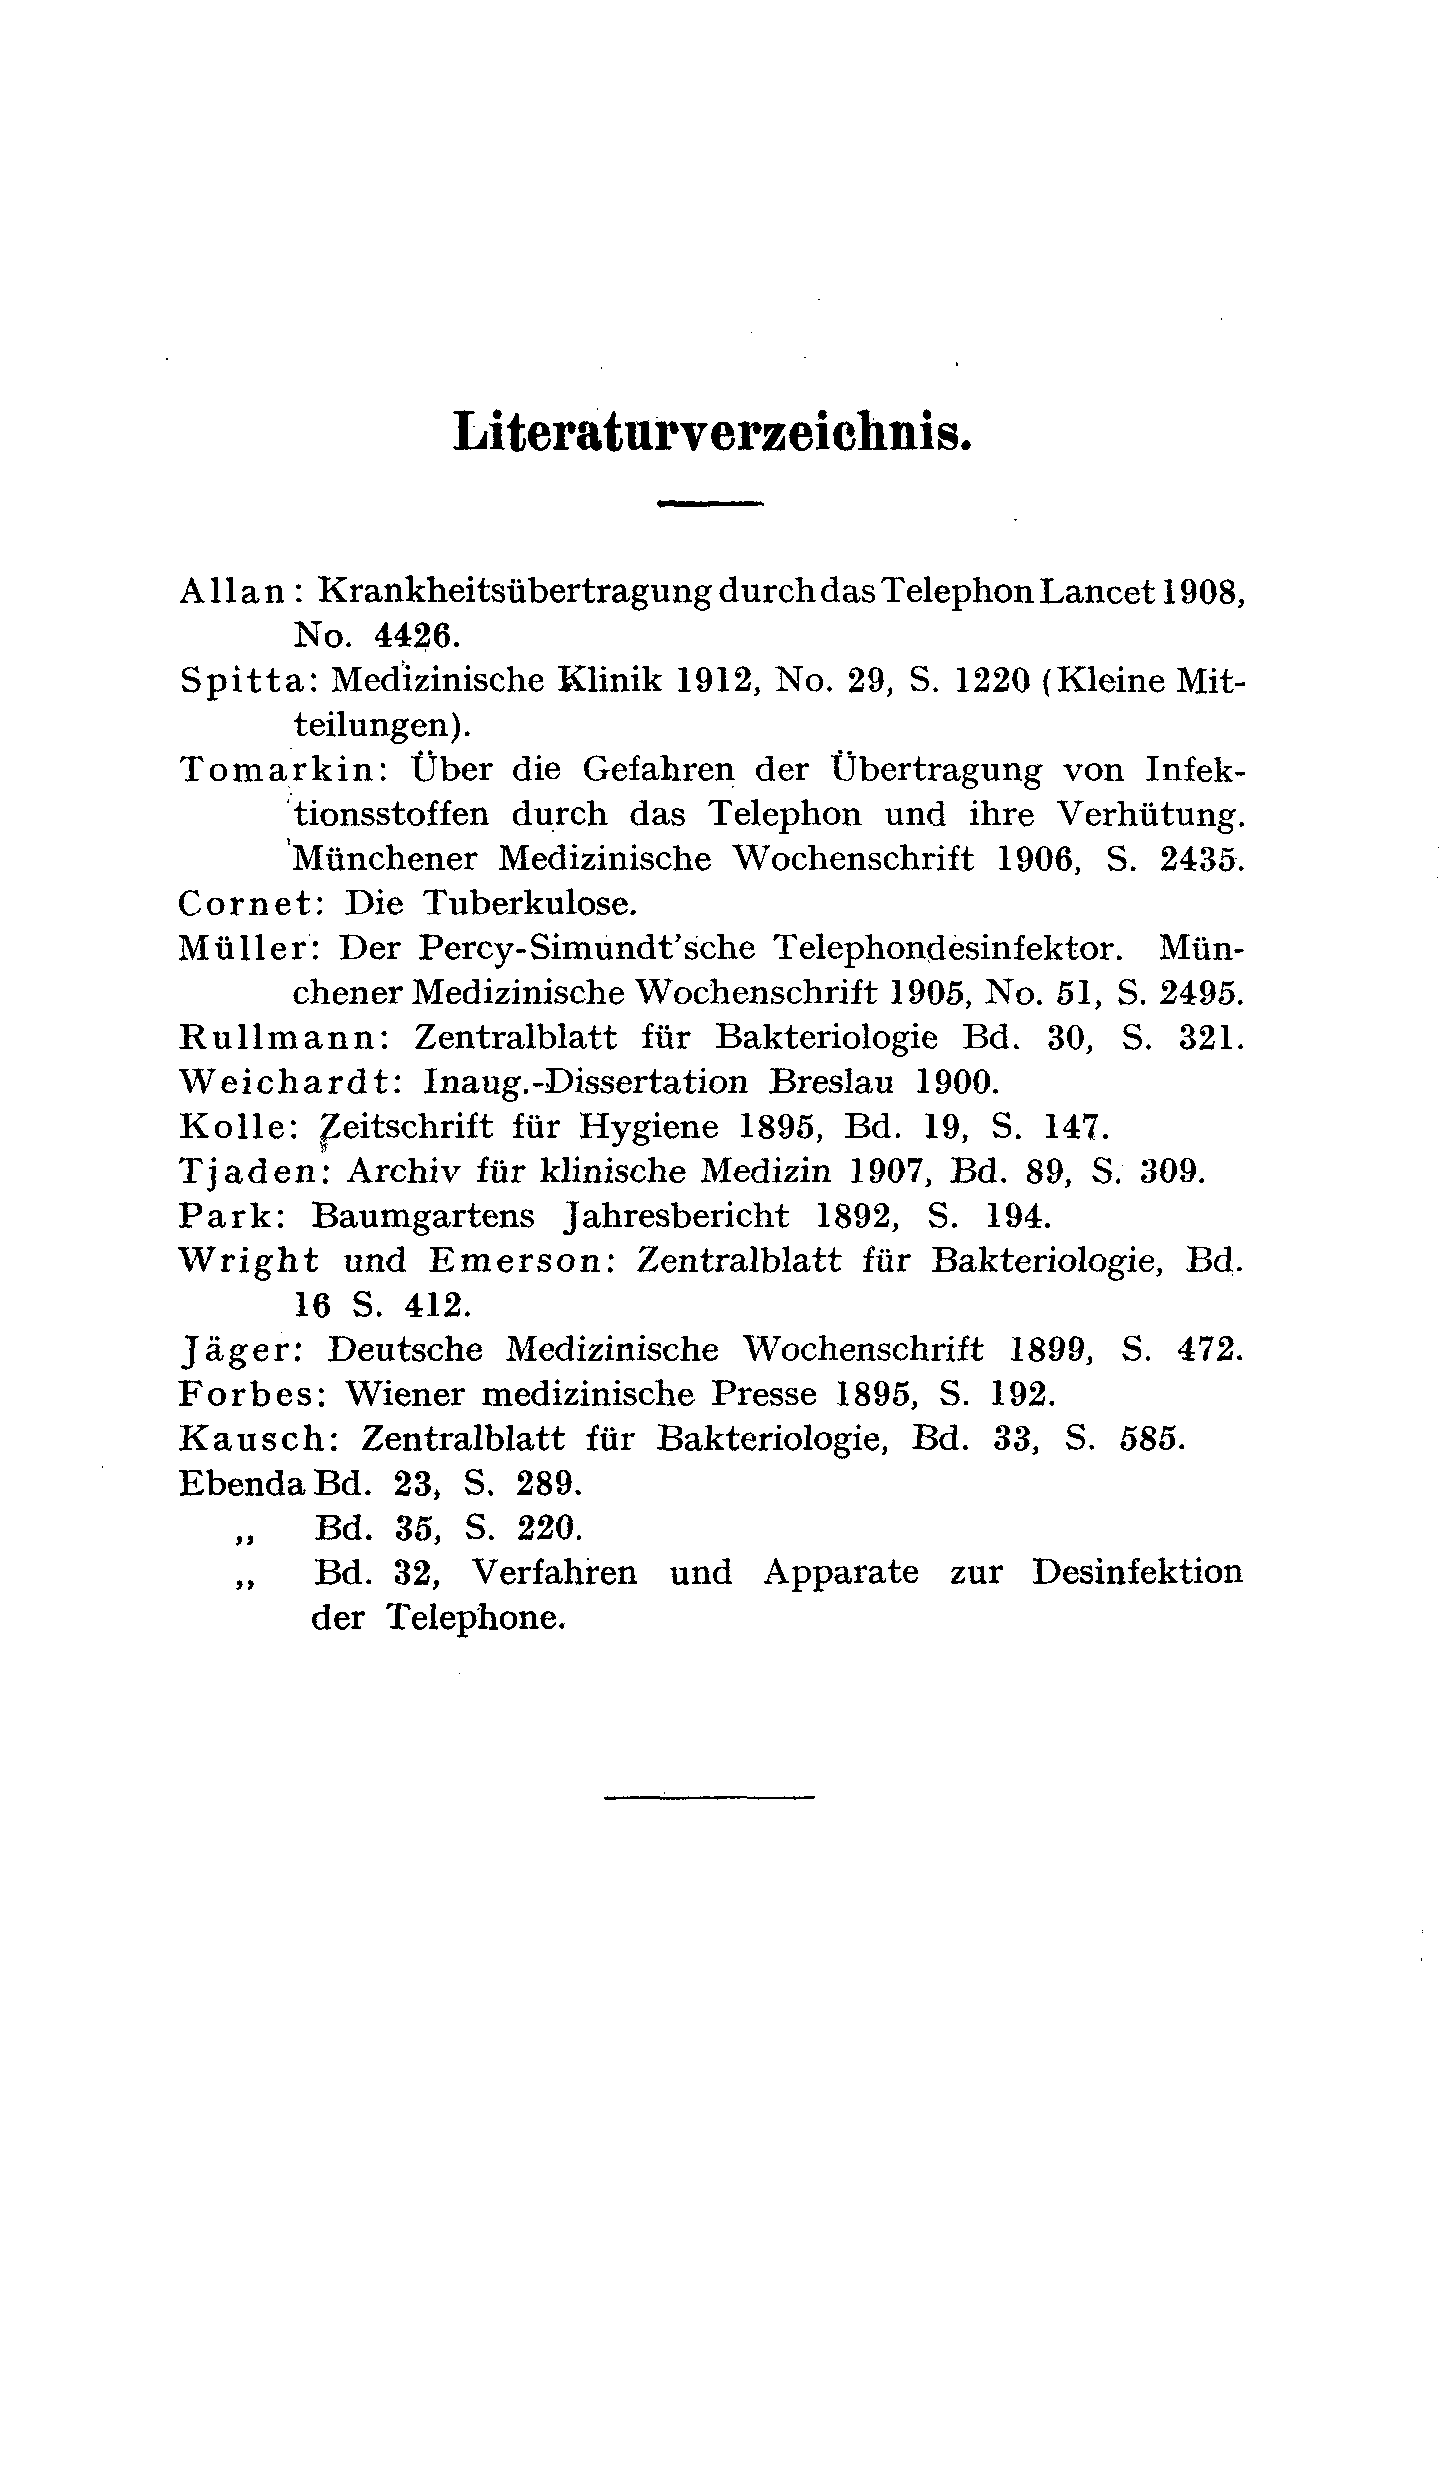 Literaturverzeichnis.
Allan: Krankheitsübertragung durch das Telephon Lancet 1908,
No. 4426.
Spitta: Medizinische Klinik 1912, No. 29, S. 1220 (Kleine Mit-
teilungen).
Tomarkin: Über die Gefahren der Übertragung von Infek-
tionsstoffen durch das Telephon und ihre Verhütung.
Münchener Medizinische Wochenschrift 1906, S. 2435.
Cornet: Die Tuberkulose.
Müller: Der Percy-Simundt'sche Telephondesinfektor. Mün-
chener Medizinische Wochenschrift 1905, No. 51, S. 2495.
Rullmann: Zentralblatt für Bakteriologie Bd. 30, S. 321.
Weichardt: Inaug.-Dissertation Breslau 1900.
Kolle: Zeitschrift für Hygiene 1895, Bd. 19, S. 147.
Tjaden: Archiv für klinische Medizin 1907, Bd. 89, S. 309.
Park: Baumgartens Jahresbericht 1892, S. 194.
Wright und Emerson: Zentralblatt für Bakteriologie, Bd.
16 S. 412.
Jäger: Deutsche Medizinische Wochenschrift 1899, S. 472.
Forbes: Wiener medizinische Presse 1895, S. 192.
Kausch: Zentralblatt für Bakteriologie, Bd. 33, S. 585.
Ebenda Bd. 23, S. 289.
„ Bd. 35, S. 220.
„ Bd. 32, Verfahren und Apparate zur Desinfektion
der Telephone.